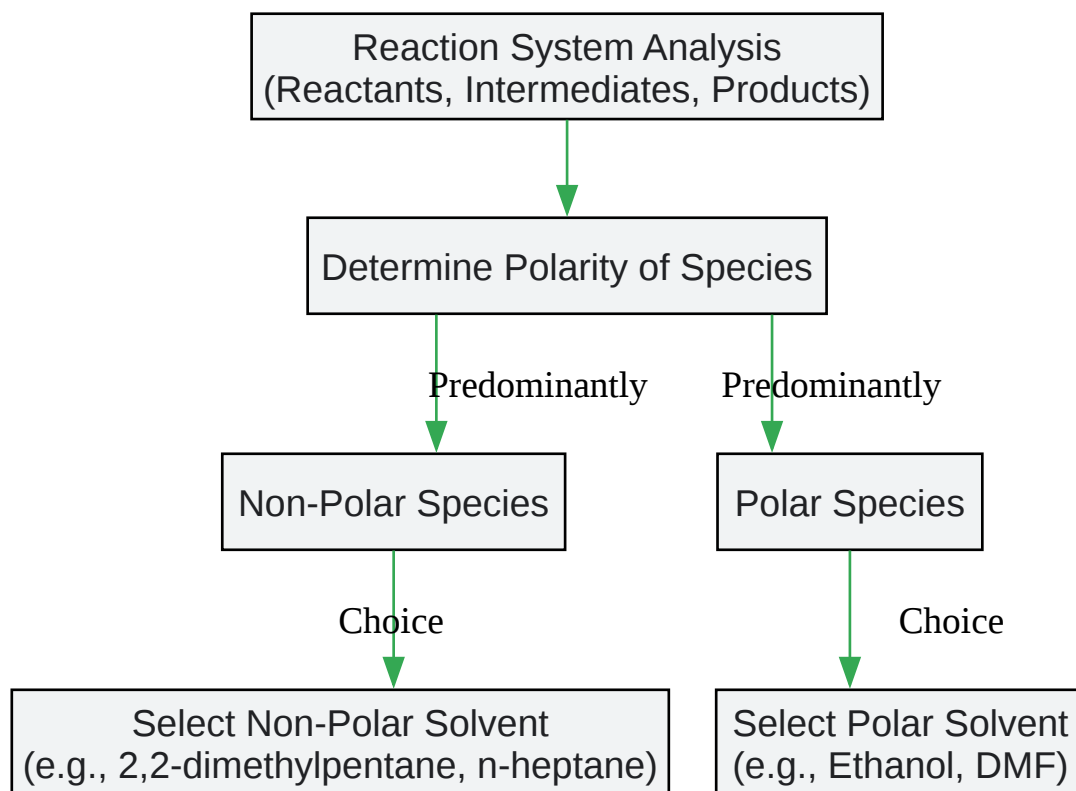 Reaction System Analysis
(Reactants, Intermediates, Products)
Determine Polarity of Species
Predominantly
Predominantly
Non-Polar Species
Polar Species
Choice
Choice
Select Non-Polar Solvent
(e.g., 2,2-dimethylpentane, n-heptane)
Select Polar Solvent
(e.g., Ethanol, DMF)